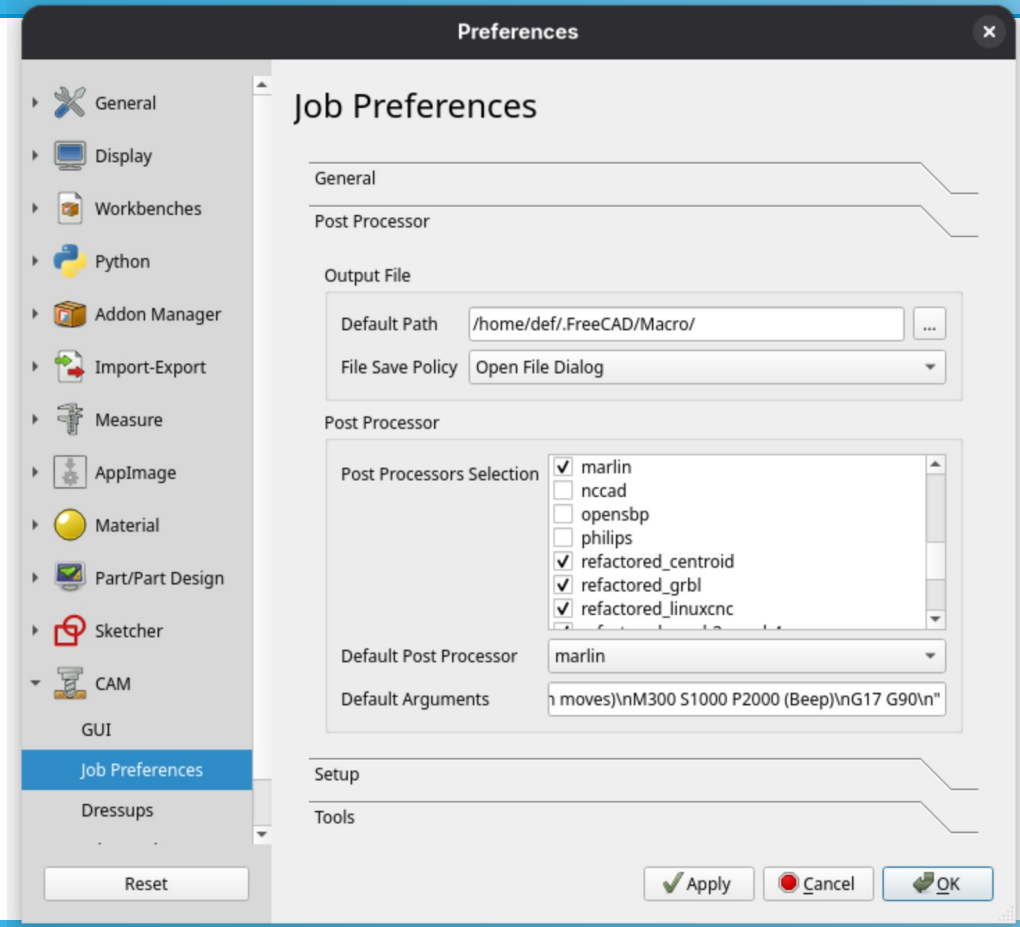 Preferences
General
Display
Workbenches
Python
Addon Manager
Import-Export
Measure
AppImage
Material
Part/Part Design
Sketcher
CAM
GUI
Job Preferences
Dressups
Reset
Job Preferences
General
Post Processor
Output File
Default Path /home/def/.FreeCAD/Macro/ ...
File Save Policy Open File Dialog
Post Processor
Post Processors Selection
marlin
nccad
opensbp
philips
refactored_centroid
refactored_grbl
refactored_linuxcnc
Default Post Processor marlin
Default Arguments moves)\nM300 S1000 P2000 (Beep)\nG17 G90\n"
Setup
Tools
Apply Cancel OK